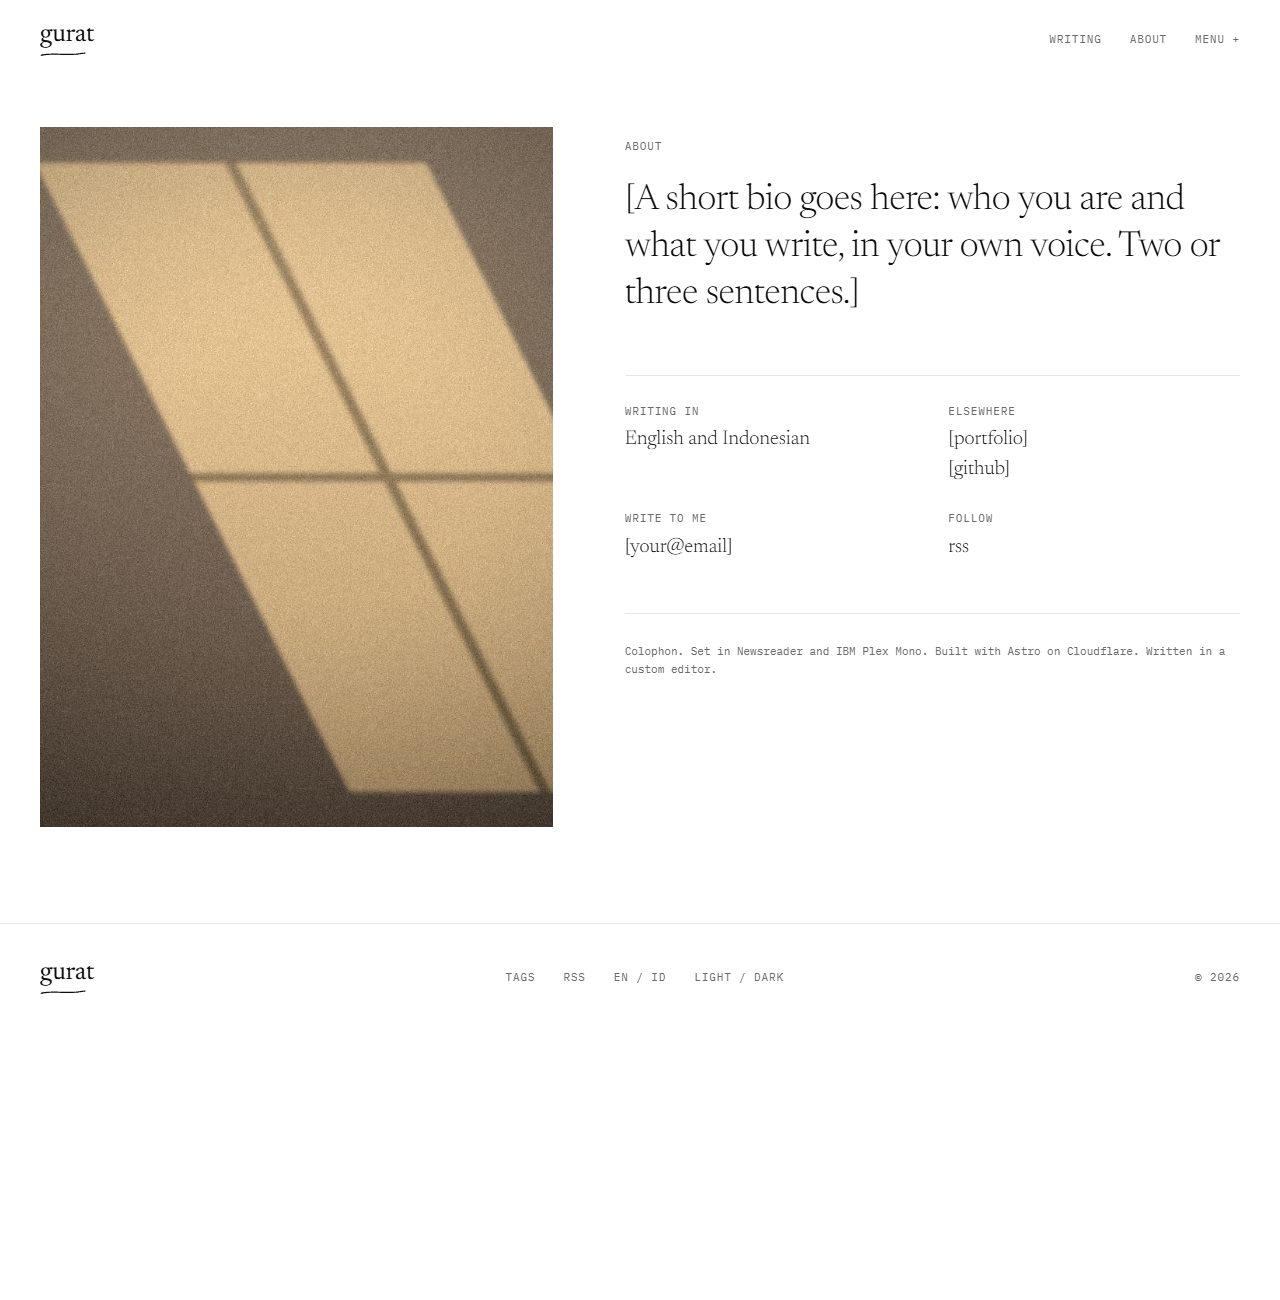 gurat
WRITING ABOUT MENU +
ABOUT
[A short bio goes here: who you are and
what you write, in your own voice. Two or
three sentences.]
WRITING IN
English and Indonesian
ELSEWHERE
[portfolio]
[github]
WRITE TO ME
[your@email]
FOLLOW
rss
Colophon. Set in Newsreader and IBM Plex Mono. Built with Astro on Cloudflare. Written in a
custom editor.
gurat
TAGS RSS EN / ID LIGHT / DARK
© 2026